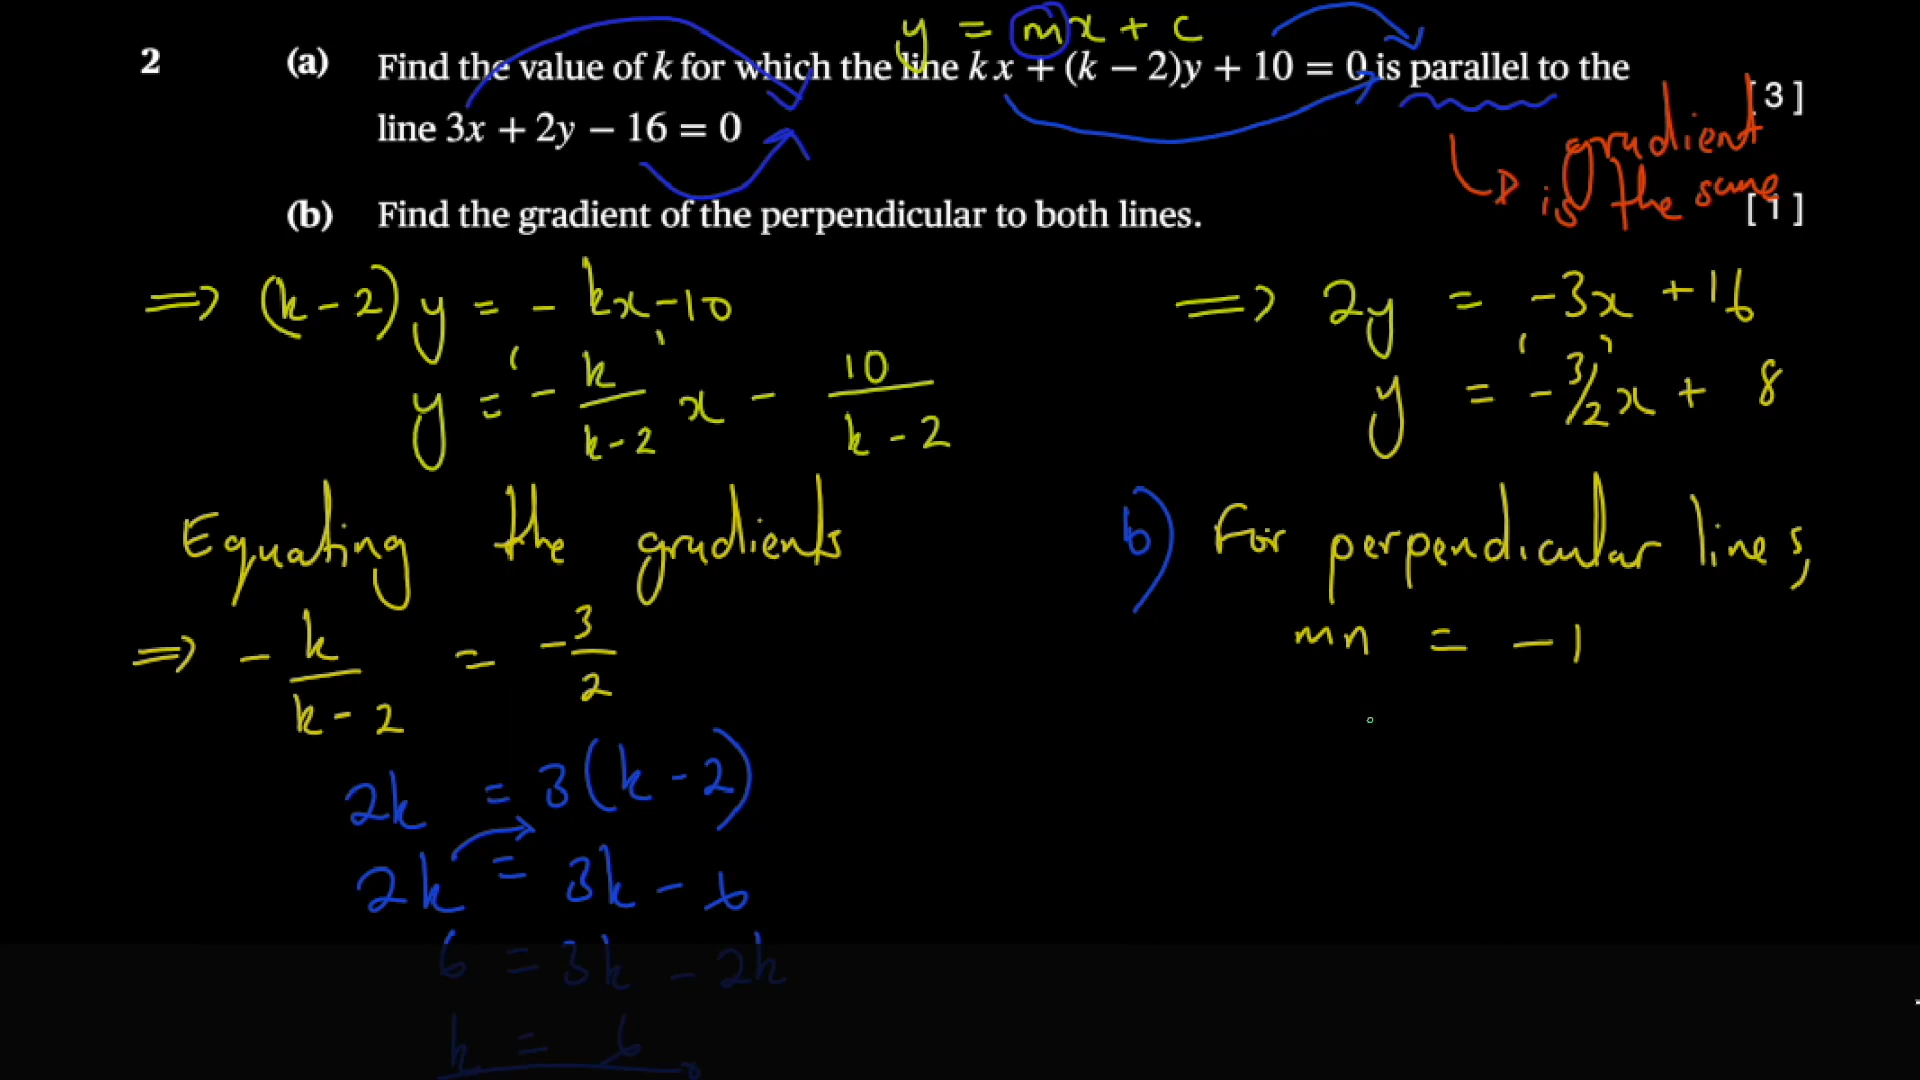 y = mx + c
2 (a) Find the value of k for which the line kx + (k − 2)y + 10 = 0 is parallel to the
line 3x + 2y − 16 = 0
[3]
gradient
is the same
(b) Find the gradient of the perpendicular to both lines.
[1]
⇒ (k - 2)y = - kx - 10
y = - k/(k-2) x - 10/(k-2)
Equating the gradients
⇒ - k/(k-2) = -3/2
2k = 3(k - 2)
2k = 3k - 6
6 = 3k - 2k
k = 6
⇒ 2y = -3x + 16
y = -3/2 x + 8
b) For perpendicular lines,
mn = -1